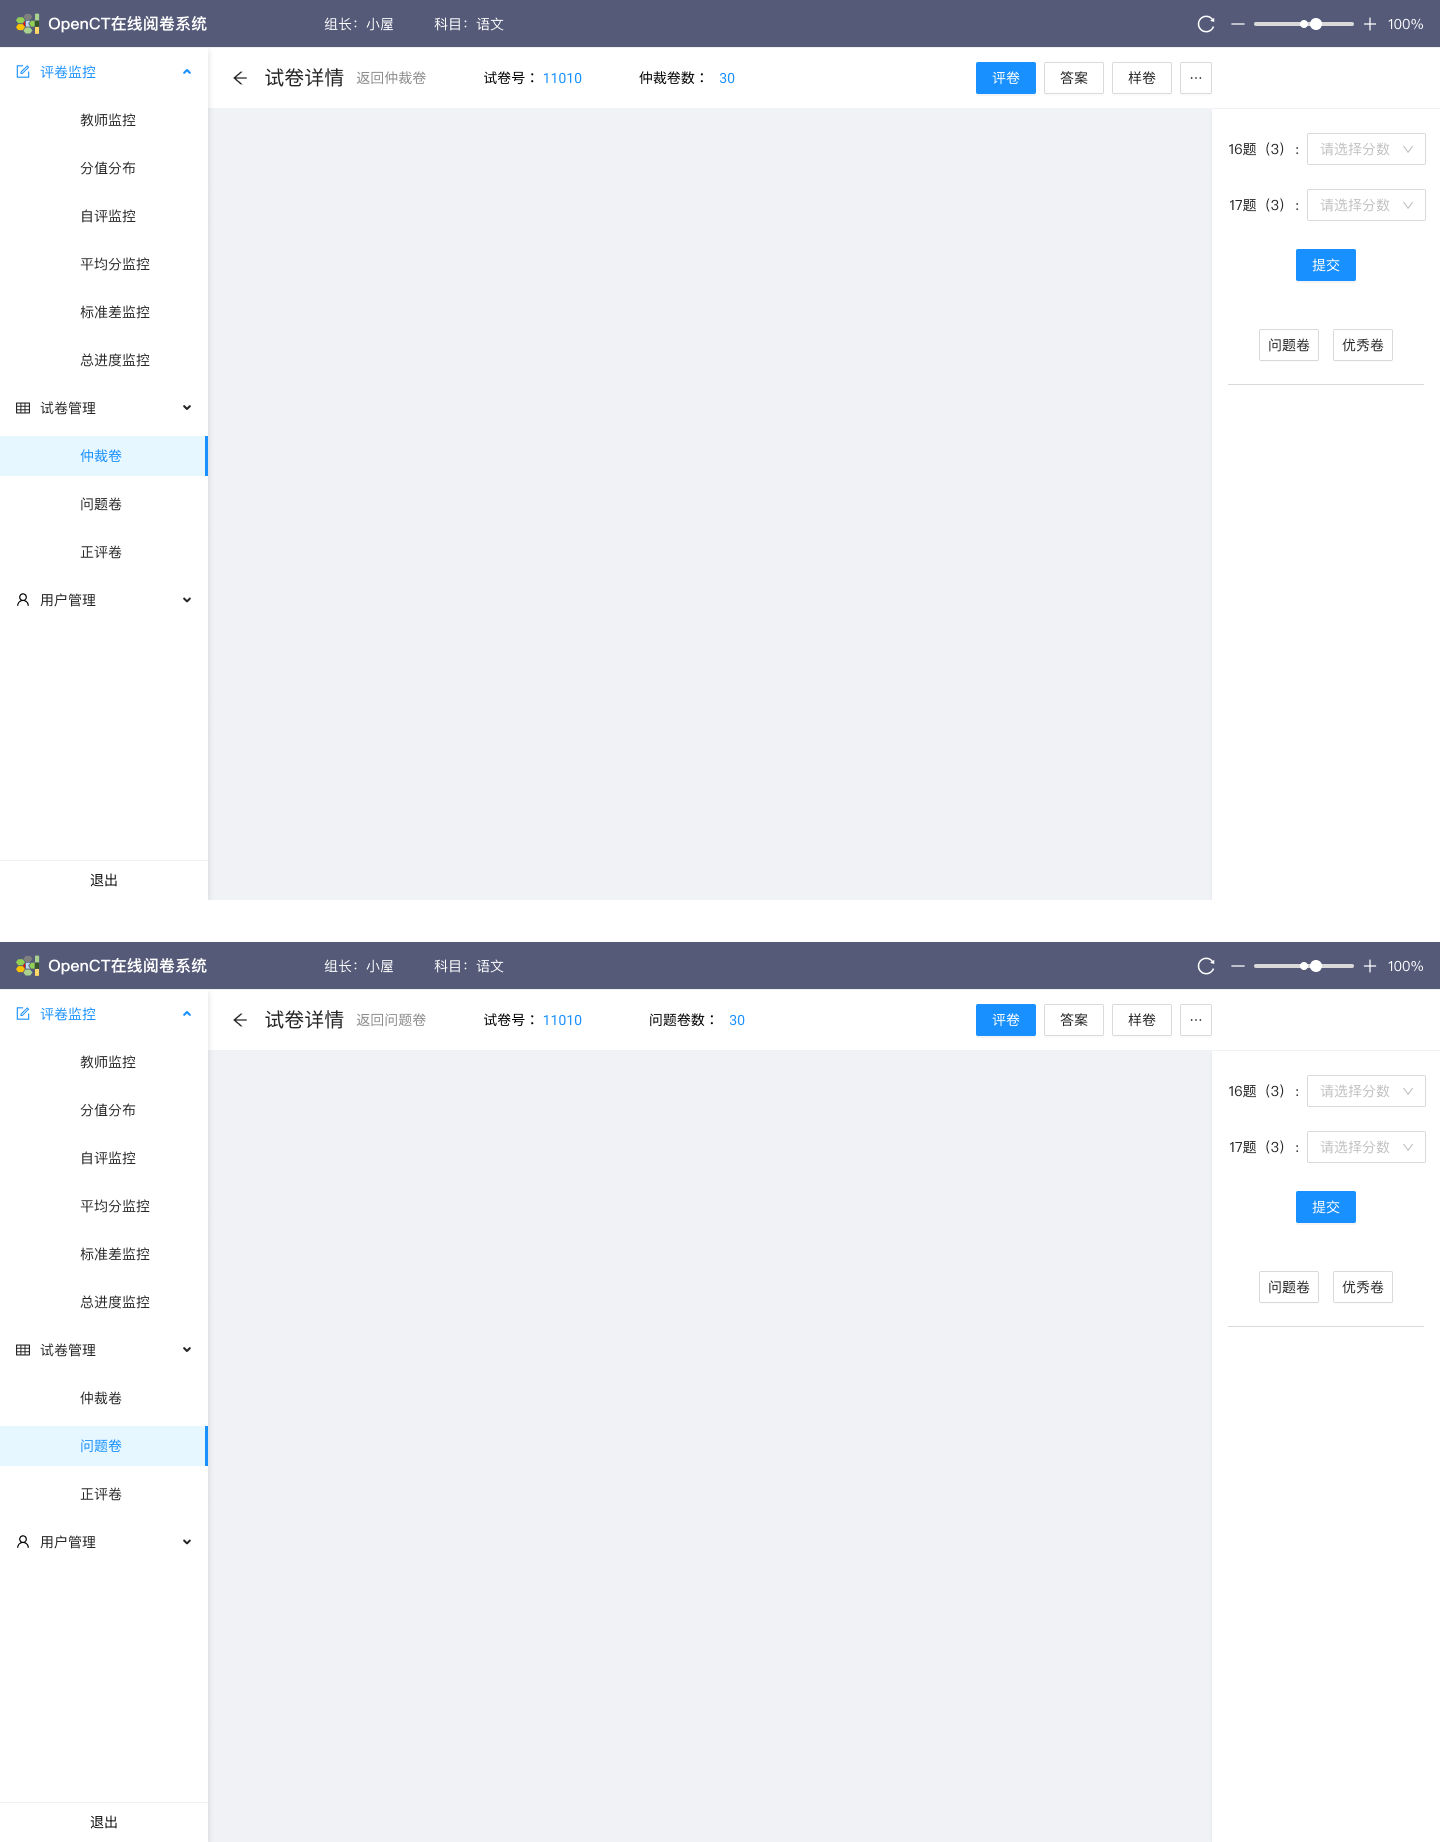 OpenCT在线阅卷系统
组长：小屋
科目：语文
100%
评卷监控
教师监控
分值分布
自评监控
平均分监控
标准差监控
总进度监控
试卷管理
仲裁卷
问题卷
正评卷
用户管理
退出
试卷详情 返回仲裁卷
试卷号： 11010
仲裁卷数： 30
评卷
答案
样卷
···
16题（3）: 请选择分数
17题（3）: 请选择分数
提交
问题卷
优秀卷
OpenCT在线阅卷系统
组长：小屋
科目：语文
100%
评卷监控
教师监控
分值分布
自评监控
平均分监控
标准差监控
总进度监控
试卷管理
仲裁卷
问题卷
正评卷
用户管理
退出
试卷详情 返回问题卷
试卷号： 11010
问题卷数： 30
评卷
答案
样卷
···
16题（3）: 请选择分数
17题（3）: 请选择分数
提交
问题卷
优秀卷